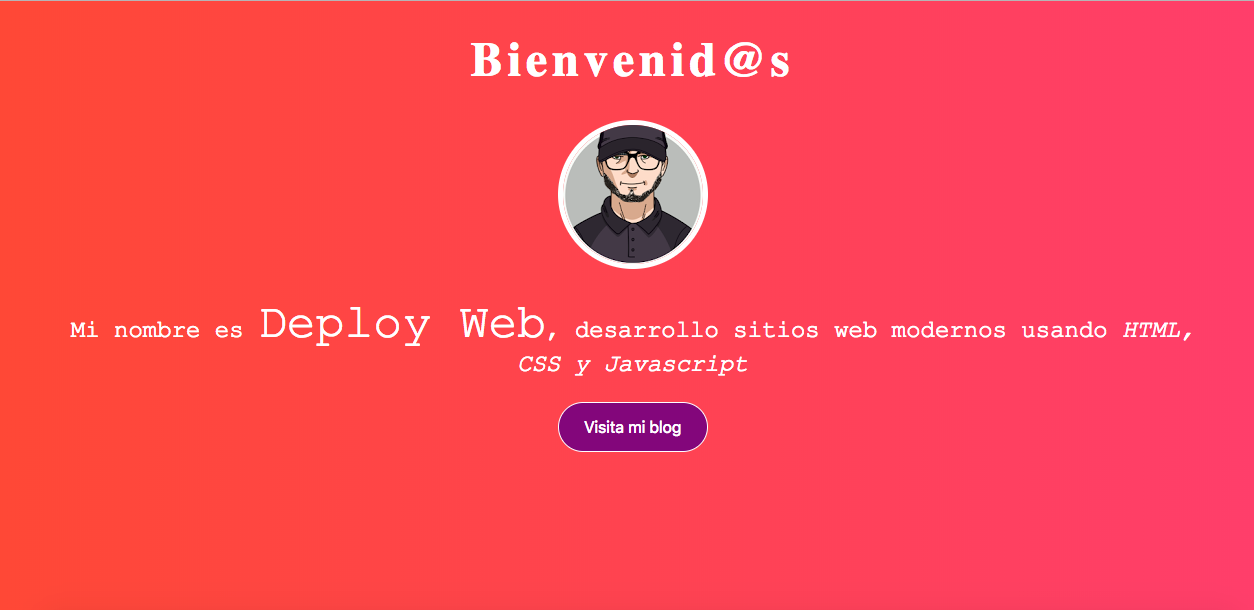 Bienvenid@s
Mi nombre es Deploy Web, desarrollo sitios web modernos usando HTML,
CSS y Javascript
Visita mi blog